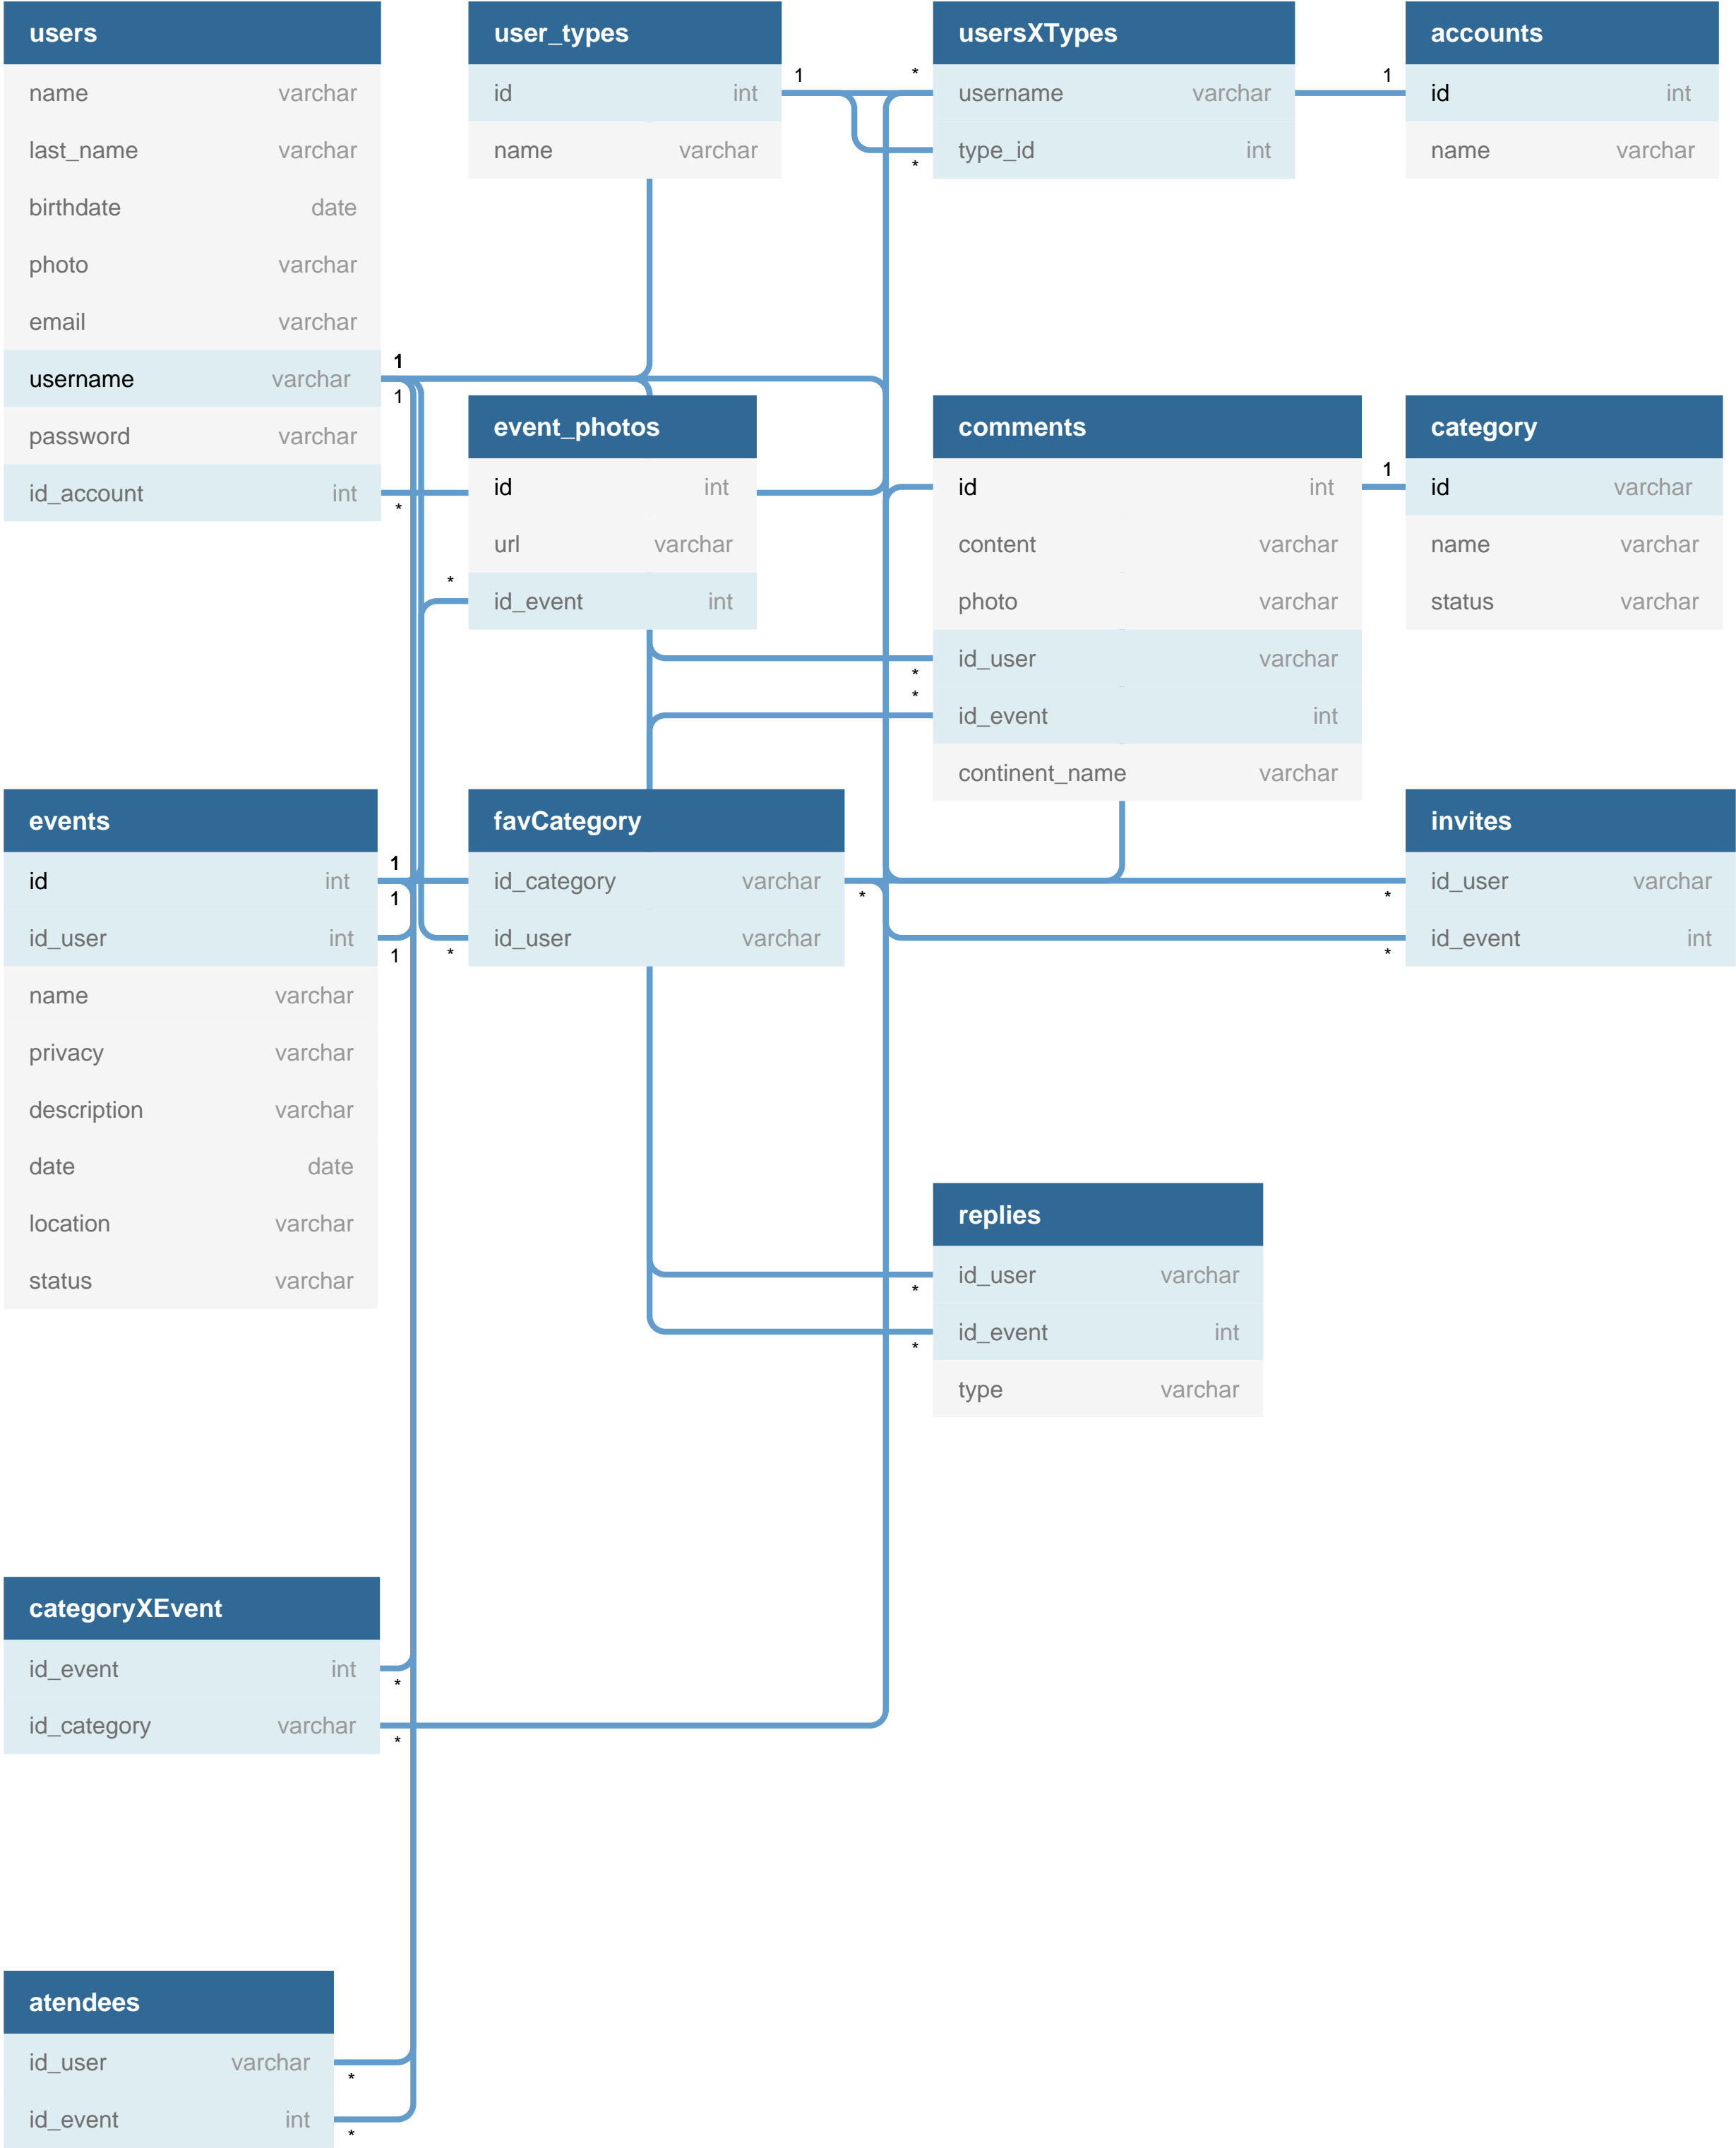 users
name varchar
last_name varchar
birthdate date
photo varchar
email varchar
username varchar
password varchar
id_account int
1
1
*
user_types
id int
name varchar
1
usersXTypes
username varchar
type_id int
*
*
accounts
id int
name varchar
1
event_photos
id int
url varchar
id_event int
*
comments
id int
content varchar
photo varchar
id_user varchar
id_event int
continent_name varchar
*
*
category
id varchar
name varchar
status varchar
1
events
id int
id_user int
name varchar
privacy varchar
description varchar
date date
location varchar
status varchar
1
1
1
favCategory
id_category varchar
id_user varchar
*
*
invites
id_user varchar
id_event int
*
*
replies
id_user varchar
id_event int
type varchar
*
*
categoryXEvent
id_event int
id_category varchar
*
*
atendees
id_user varchar
id_event int
*
*